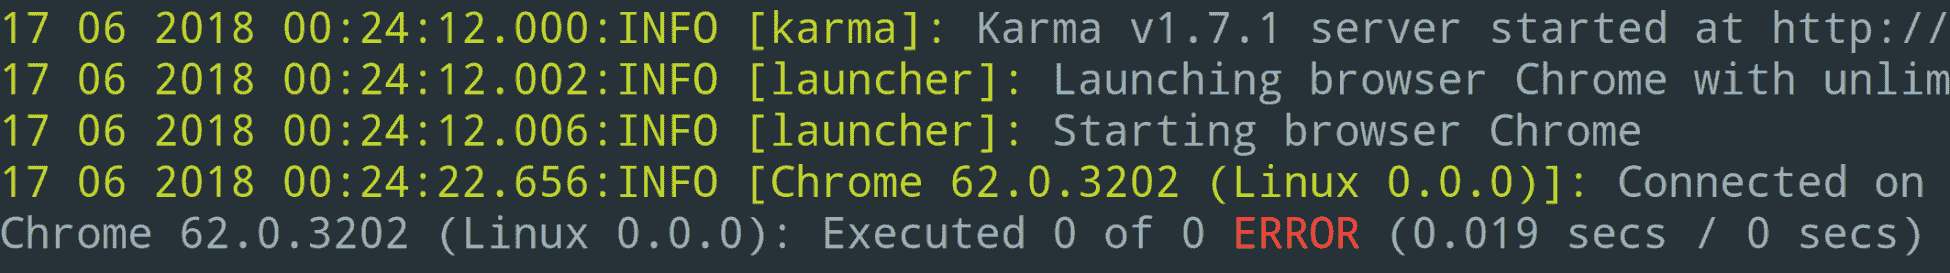 17 06 2018 00:24:12.000:INFO [karma]: Karma v1.7.1 server started at http://
17 06 2018 00:24:12.002:INFO [launcher]: Launching browser Chrome with unlim
17 06 2018 00:24:12.006:INFO [launcher]: Starting browser Chrome
17 06 2018 00:24:22.656:INFO [Chrome 62.0.3202 (Linux 0.0.0)]: Connected on
Chrome 62.0.3202 (Linux 0.0.0): Executed 0 of 0 ERROR (0.019 secs / 0 secs)